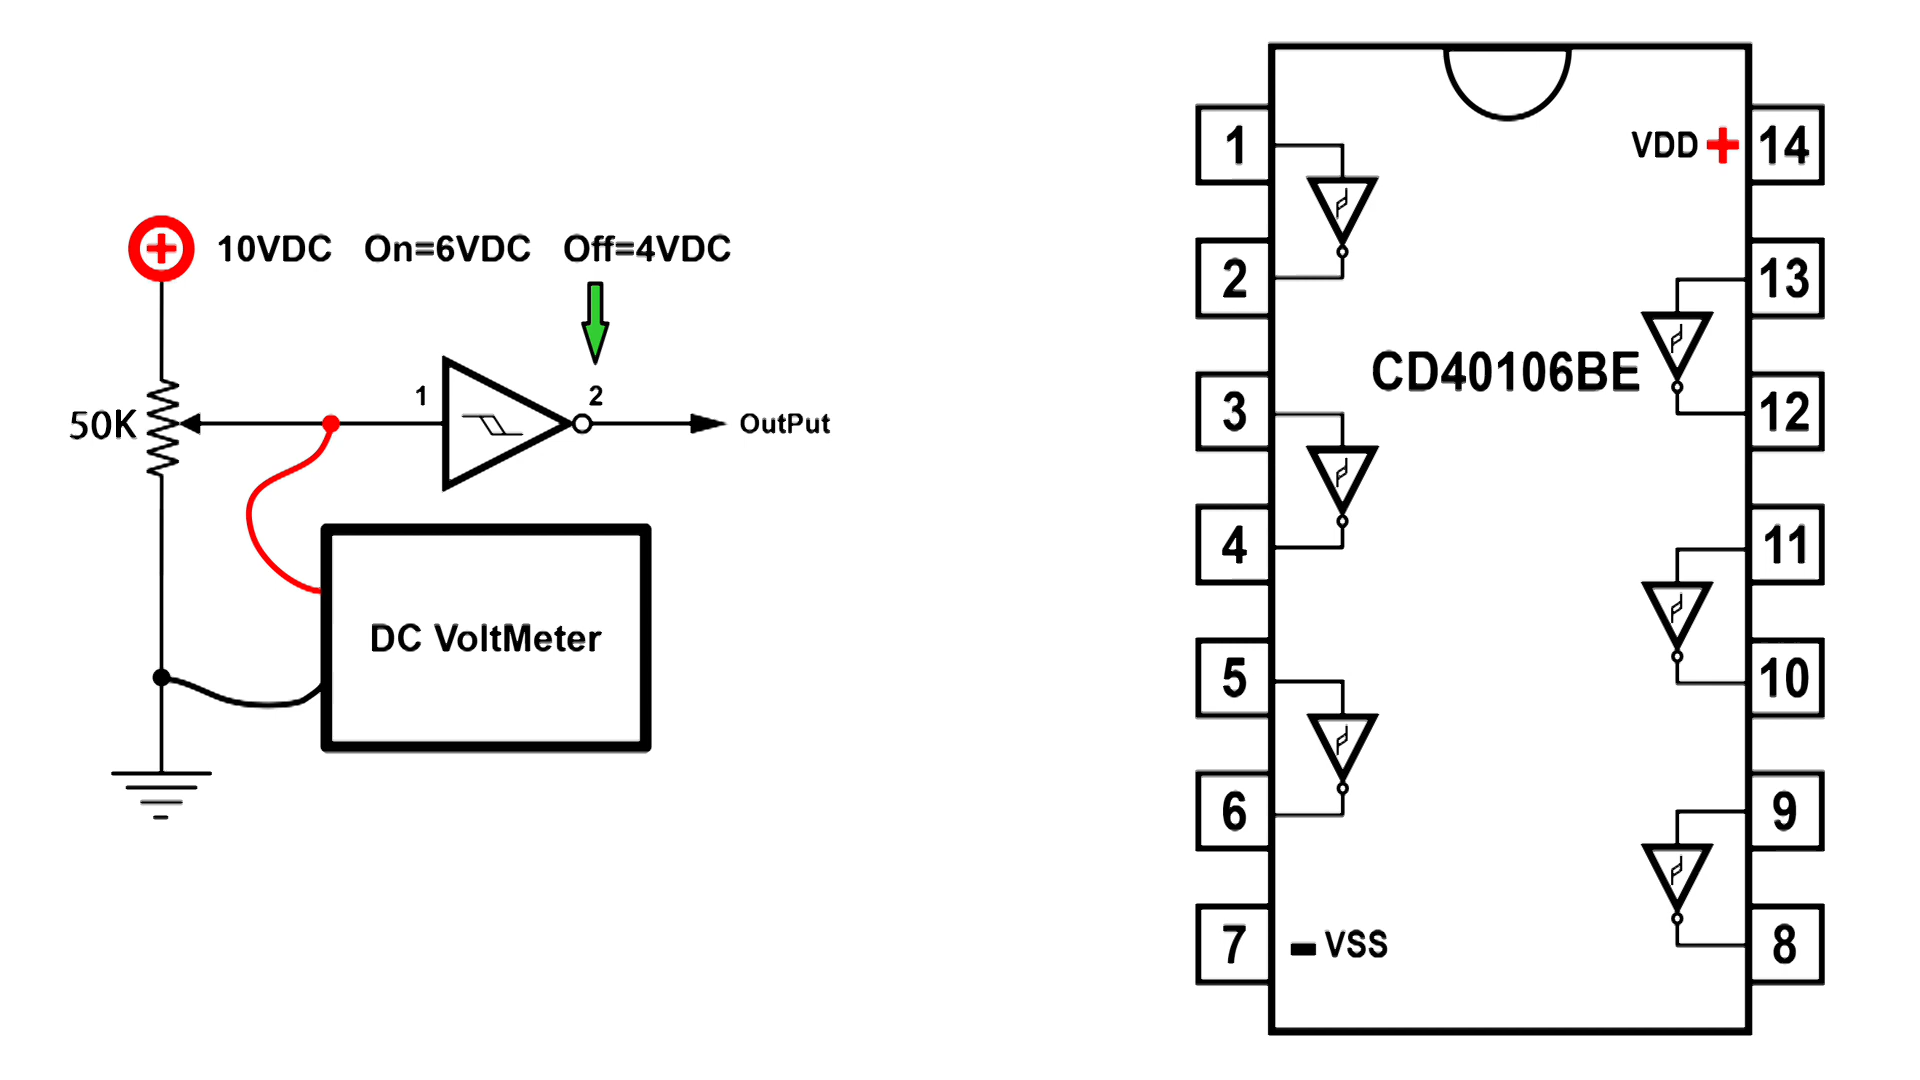 10VDC On=6VDC Off=4VDC
50K
1
2
OutPut
DC VoltMeter
1
2
3
4
5
6
7
VDD + 14
13
12
11
10
9
8
CD40106BE
- VSS